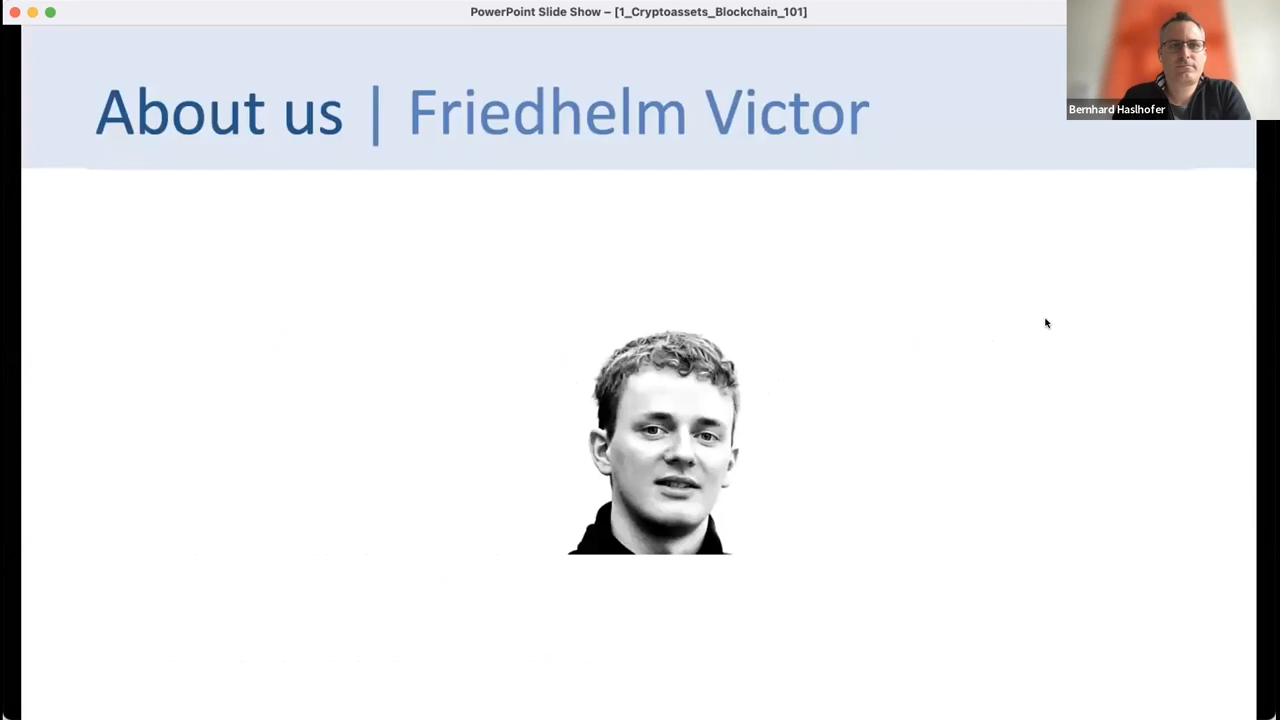 PowerPoint Slide Show – [1_Cryptoassets_Blockchain_101]
About us | Friedhelm Victor
Bernhard Haslhofer